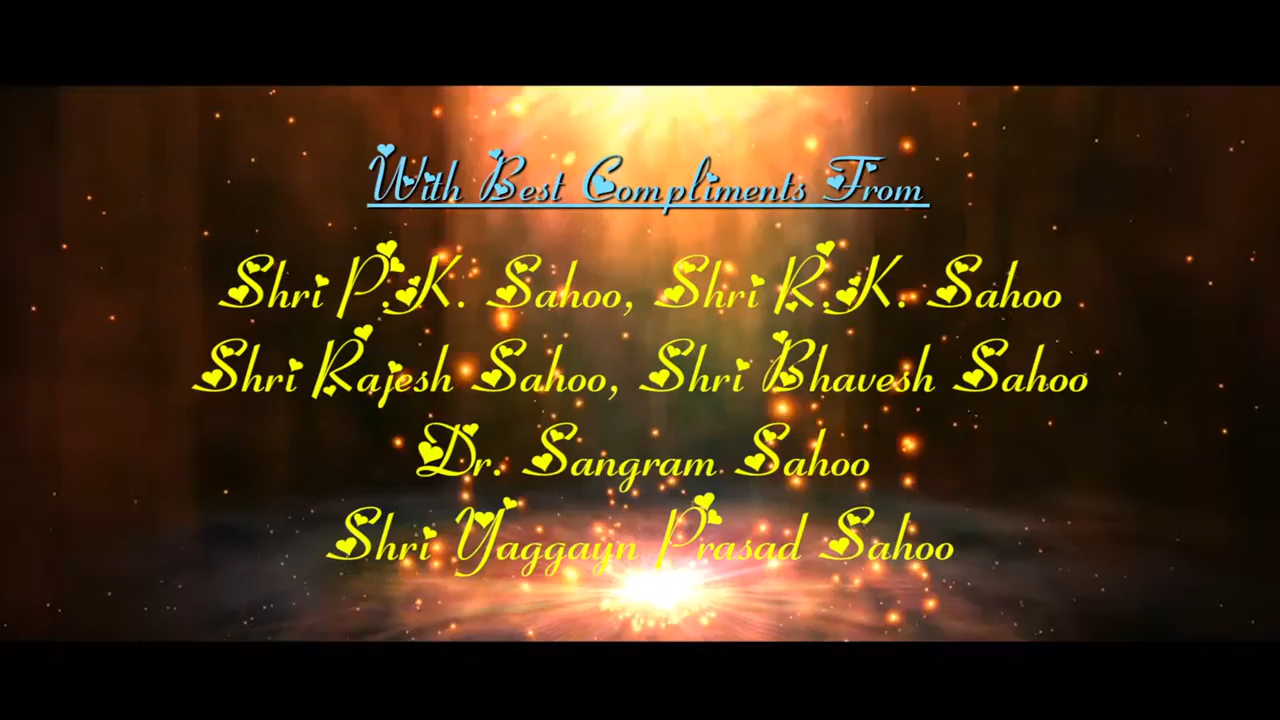 With Best Compliments From
Shri P.K. Sahoo, Shri R.K. Sahoo
Shri Rajesh Sahoo, Shri Bhavesh Sahoo
Dr. Sangram Sahoo
Shri Yaggayn Prasad Sahoo